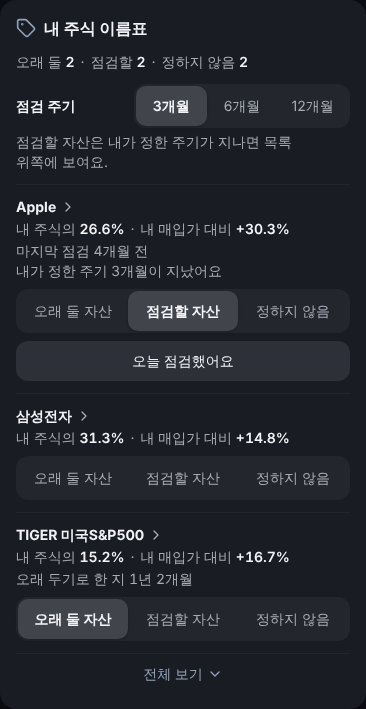 내 주식 이름표
오래 둘 2 · 점검할 2 · 정하지 않음 2
점검 주기 3개월 6개월 12개월
점검할 자산은 내가 정한 주기가 지나면 목록
위쪽에 보여요.
Apple >
내 주식의 26.6% · 내 매입가 대비 +30.3%
마지막 점검 4개월 전
내가 정한 주기 3개월이 지났어요
오래 둘 자산 점검할 자산 정하지 않음
오늘 점검했어요
삼성전자 >
내 주식의 31.3% · 내 매입가 대비 +14.8%
오래 둘 자산 점검할 자산 정하지 않음
TIGER 미국S&P500 >
내 주식의 15.2% · 내 매입가 대비 +16.7%
오래 두기로 한 지 1년 2개월
오래 둘 자산 점검할 자산 정하지 않음
전체 보기